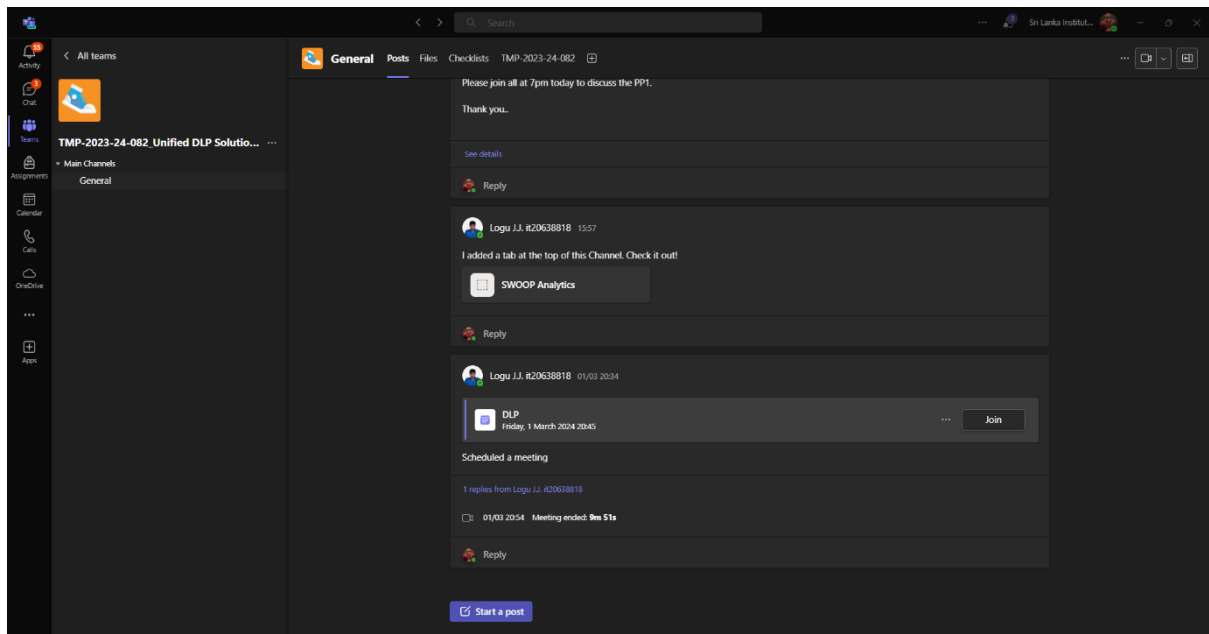 Search
Sri Lanka Institut...
55
Activity
3
Chat
Teams
Assignments
Calendar
Calls
OneDrive
Apps
All teams
TMP-2023-24-082_Unified DLP Solutio...
Main Channels
General
General Posts Files Checklists TMP-2023-24-082
Please join all at 7pm today to discuss the PP1.
Thank you..
See details
Reply
Logu J.J. it20638818 15:57
I added a tab at the top of this Channel. Check it out!
SWOOP Analytics
Reply
Logu J.J. it20638818 01/03 20:34
DLP
Friday, 1 March 2024 20:45
Join
Scheduled a meeting
1 replies from Logu J.J. it20638818
01/03 20:54 Meeting ended: 9m 51s
Reply
Start a post